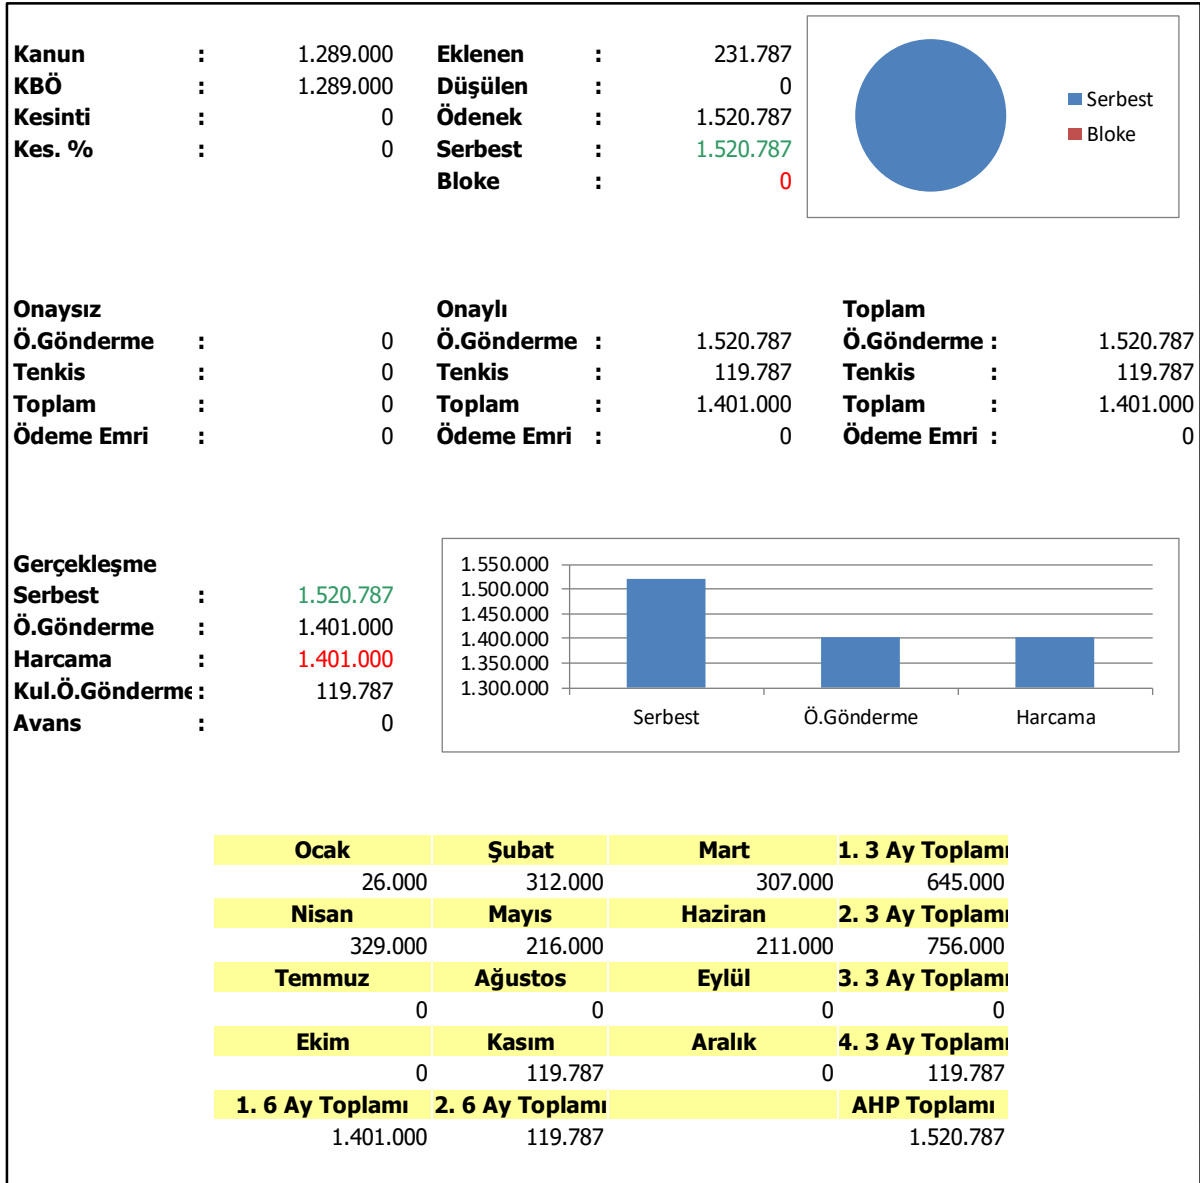 Kanun : 1.289.000 Eklenen : 231.787
KBÖ : 1.289.000 Düşülen : 0
Kesinti : 0 Ödenek : 1.520.787
Kes. % : 0 Serbest : 1.520.787
Bloke : 0
Serbest
Bloke
Onaysız Onaylı Toplam
Ö.Gönderme : 0 Ö.Gönderme : 1.520.787 Ö.Gönderme : 1.520.787
Tenkis : 0 Tenkis : 119.787 Tenkis : 119.787
Toplam : 0 Toplam : 1.401.000 Toplam : 1.401.000
Ödeme Emri : 0 Ödeme Emri : 0 Ödeme Emri : 0
Gerçekleşme
Serbest : 1.520.787
Ö.Gönderme : 1.401.000
Harcama : 1.401.000
Kul.Ö.Gönderme : 119.787
Avans : 0
1.550.000
1.500.000
1.450.000
1.400.000
1.350.000
1.300.000
Serbest Ö.Gönderme Harcama
Ocak Şubat Mart 1. 3 Ay Toplamı
26.000 312.000 307.000 645.000
Nisan Mayıs Haziran 2. 3 Ay Toplamı
329.000 216.000 211.000 756.000
Temmuz Ağustos Eylül 3. 3 Ay Toplamı
0 0 0 0
Ekim Kasım Aralık 4. 3 Ay Toplamı
0 119.787 0 119.787
1. 6 Ay Toplamı 2. 6 Ay Toplamı AHP Toplamı
1.401.000 119.787 1.520.787